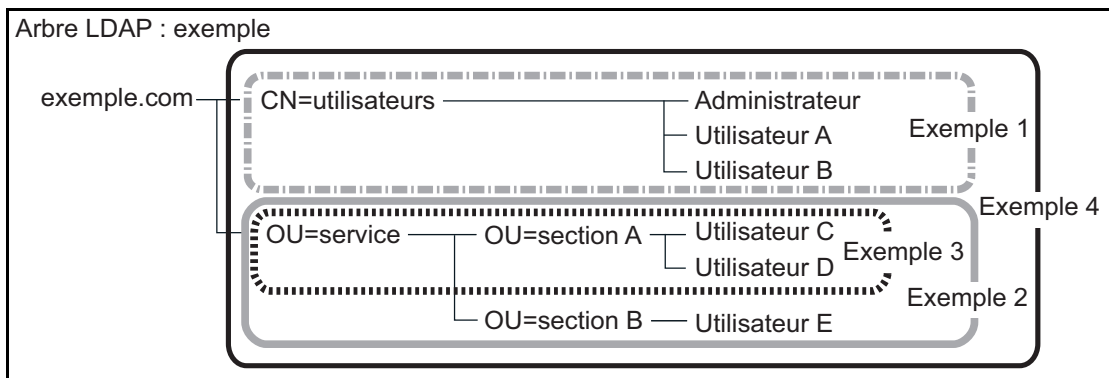 Arbre LDAP : exemple
exemple.com CN=utilisateurs Administrateur
Utilisateur A Exemple 1
Utilisateur B
Exemple 4
OU=service OU=section A Utilisateur C
Exemple 3
Utilisateur D
Exemple 2
OU=section B Utilisateur E